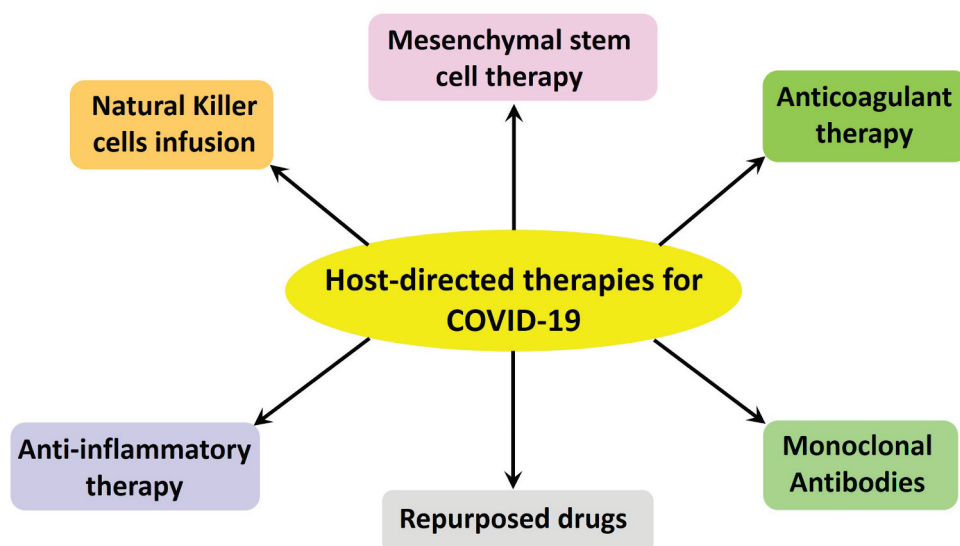 Mesenchymal stem
cell therapy
Natural Killer
cells infusion
Anticoagulant
therapy
Host-directed therapies for
COVID-19
Anti-inflammatory
therapy
Monoclonal
Antibodies
Repurposed drugs